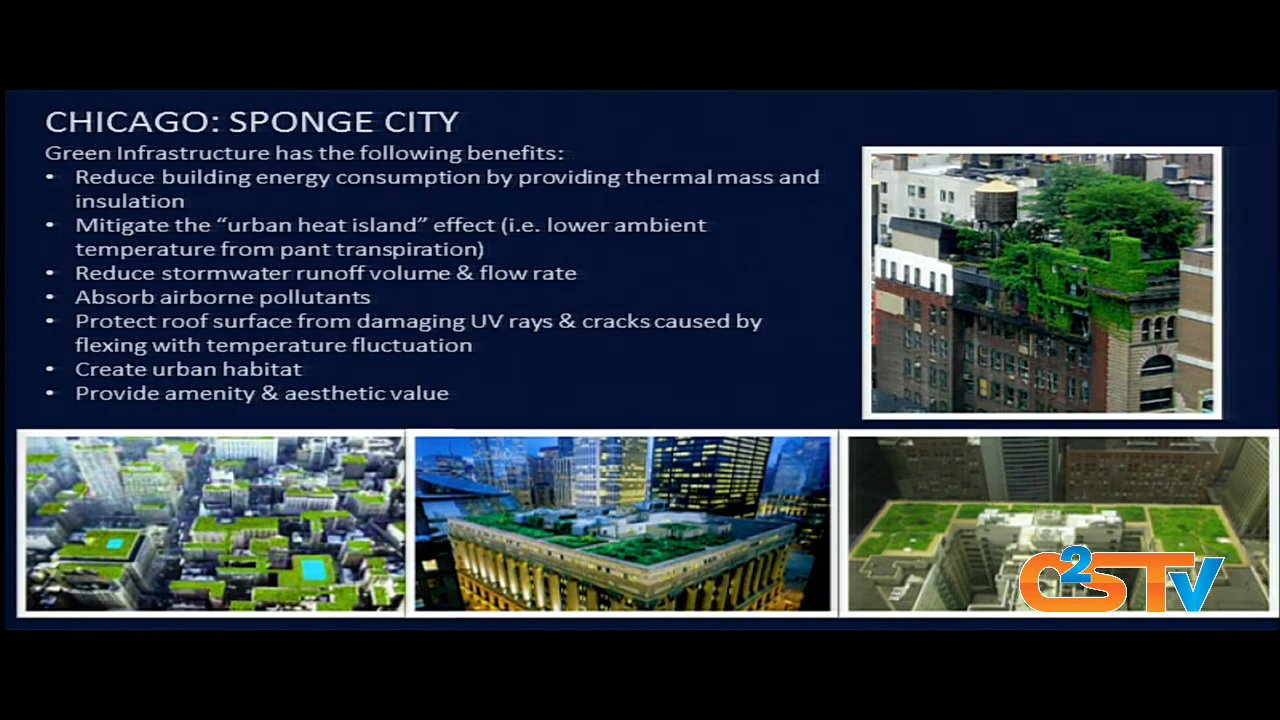 CHICAGO: SPONGE CITY
Green Infrastructure has the following benefits:
• Reduce building energy consumption by providing thermal mass and
insulation
• Mitigate the “urban heat island” effect (i.e. lower ambient
temperature from pant transpiration)
• Reduce stormwater runoff volume & flow rate
• Absorb airborne pollutants
• Protect roof surface from damaging UV rays & cracks caused by
flexing with temperature fluctuation
• Create urban habitat
• Provide amenity & aesthetic value
C2STV